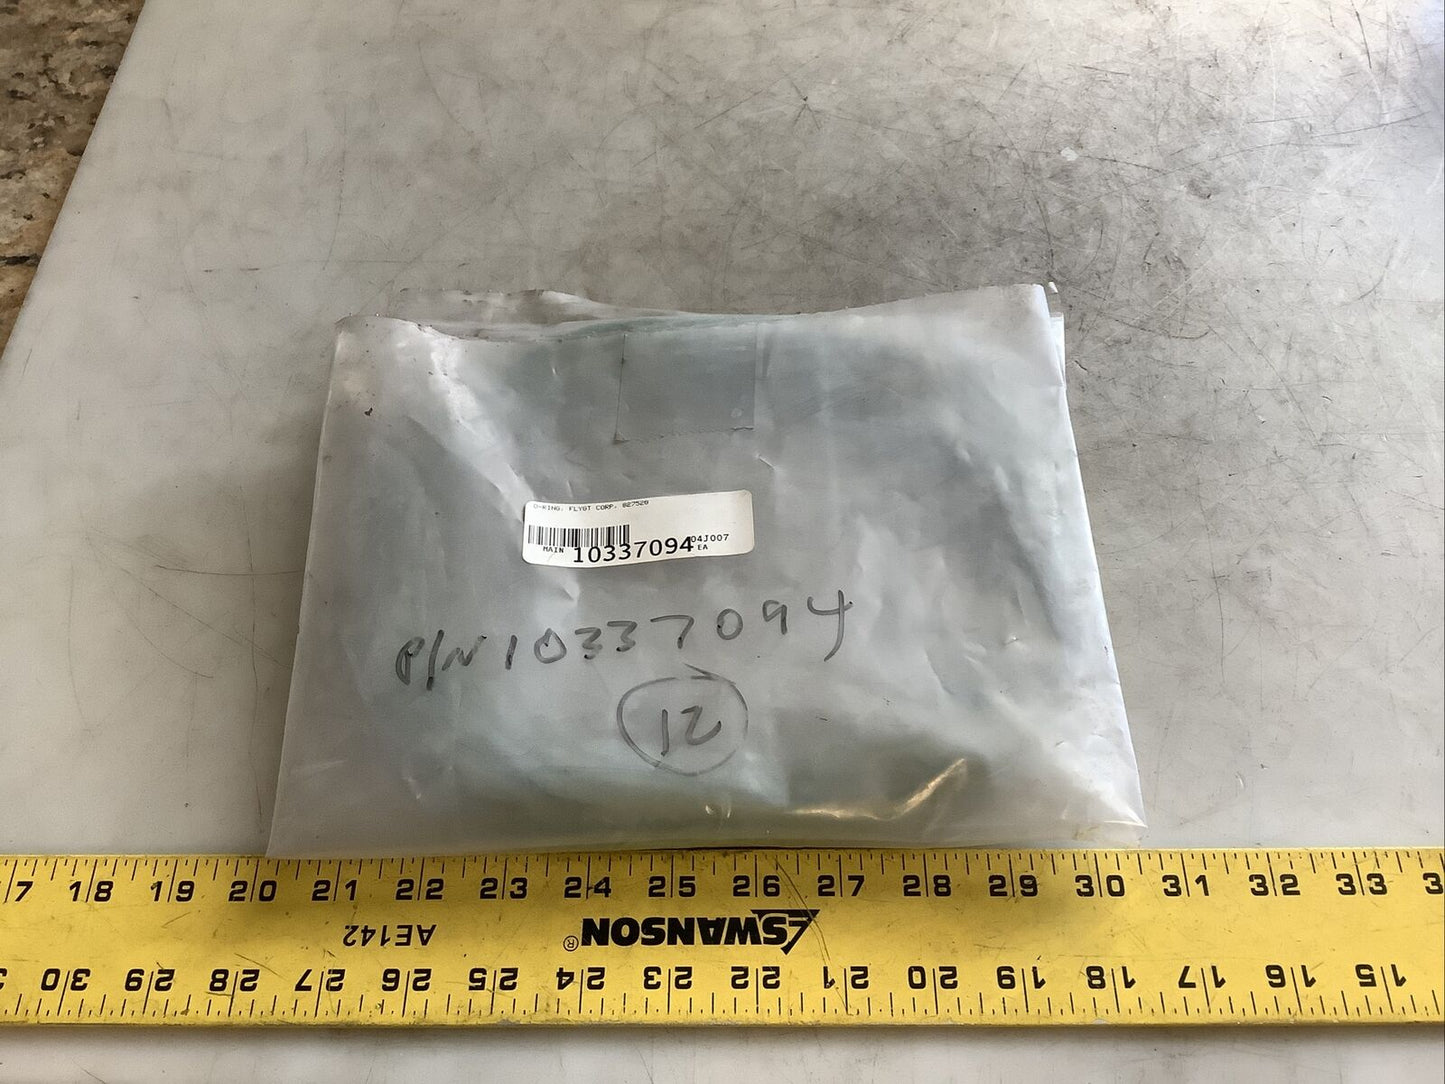 O-RING, FLYGT CORP. 827520
MAIN 10337094 04J007
EA
P/N 10337094
12
17 18 19 20 21 22 23 24 25 26 27 28 29 30 31 32 33 3
AE142 SWANSON®
30 29 28 27 26 25 24 23 22 21 20 19 18 17 16 15